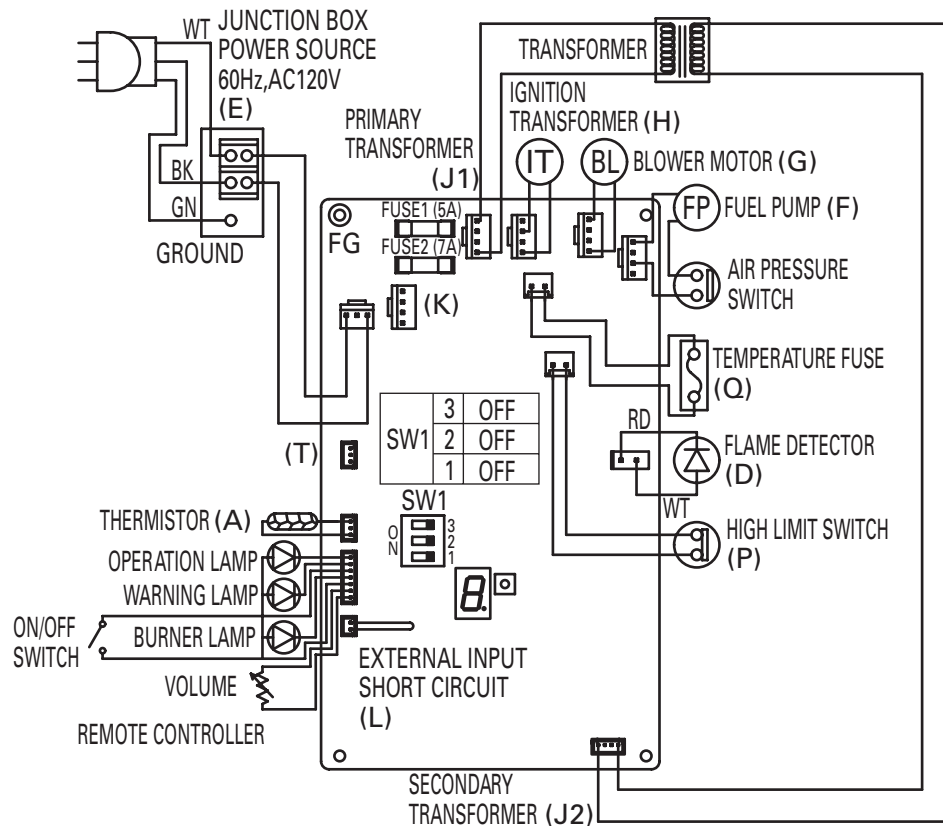 WT
JUNCTION BOX
POWER SOURCE
60Hz,AC120V
(E)
BK
GN
GROUND
TRANSFORMER
IGNITION
TRANSFORMER (H)
PRIMARY
TRANSFORMER
(J1)
IT
BL
BLOWER MOTOR (G)
FP
FUEL PUMP (F)
AIR PRESSURE
SWITCH
FG
FUSE1 (5A)
FUSE2 (7A)
(K)
TEMPERATURE FUSE
(Q)
SW1
3 OFF
2 OFF
1 OFF
RD
FLAME DETECTOR
(D)
WT
(T)
SW1
ON
3
2
1
HIGH LIMIT SWITCH
(P)
THERMISTOR (A)
OPERATION LAMP
WARNING LAMP
ON/OFF
SWITCH
BURNER LAMP
VOLUME
REMOTE CONTROLLER
8.
EXTERNAL INPUT
SHORT CIRCUIT
(L)
SECONDARY
TRANSFORMER (J2)